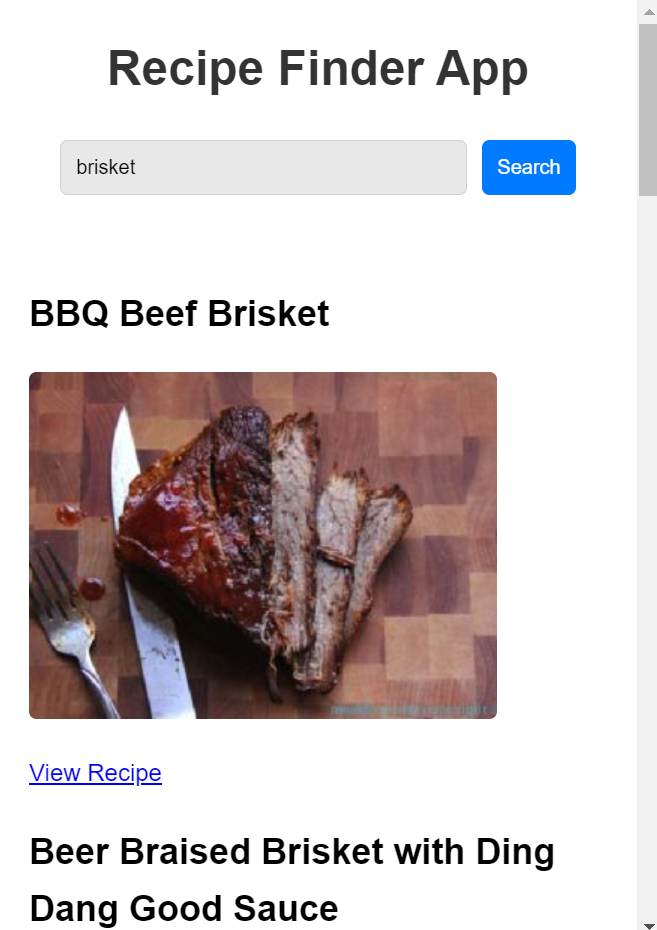 Recipe Finder App
brisket
Search
BBQ Beef Brisket
View Recipe
Beer Braised Brisket with Ding
Dang Good Sauce